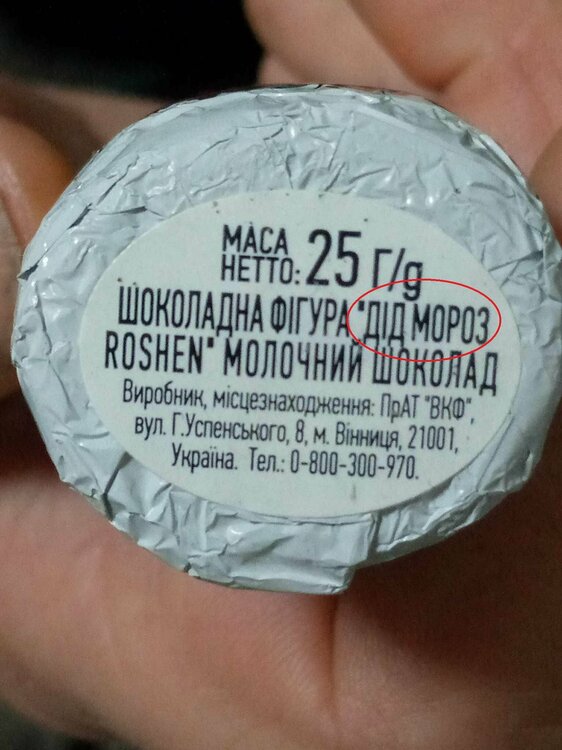 МАСА
НЕТТО: 25 Г/g
ШОКОЛАДНА ФІГУРА "ДІД МОРОЗ
ROSHEN" МОЛОЧНИЙ ШОКОЛАД
Виробник, місцезнаходження: ПрАТ "ВКФ",
вул. Г.Успенського, 8, м. Вінниця, 21001,
Україна. Тел.: 0-800-300-970.